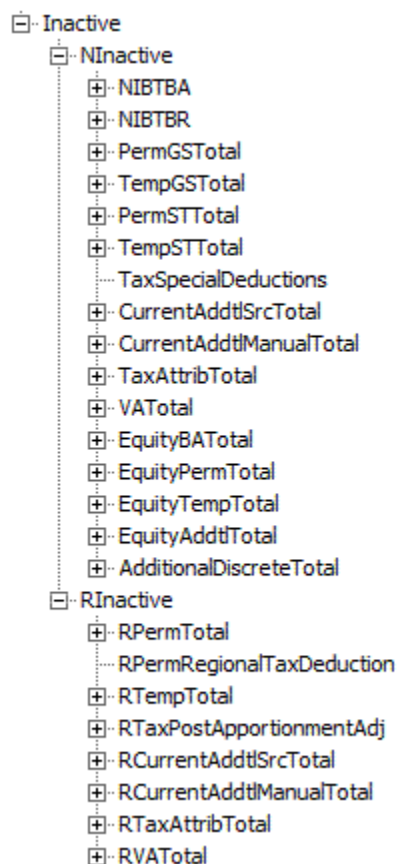 Inactive
NInactive
NIBTBA
NIBTBR
PermGSTotal
TempGSTotal
PermSTTotal
TempSTTotal
TaxSpecialDeductions
CurrentAddtlSrcTotal
CurrentAddtlManualTotal
TaxAttribTotal
VATotal
EquityBATotal
EquityPermTotal
EquityTempTotal
EquityAddtlTotal
AdditionalDiscreteTotal
RInactive
RPermTotal
RPermRegionalTaxDeduction
RTempTotal
RTaxPostApportionmentAdj
RCurrentAddtlSrcTotal
RCurrentAddtlManualTotal
RTaxAttribTotal
RVATotal